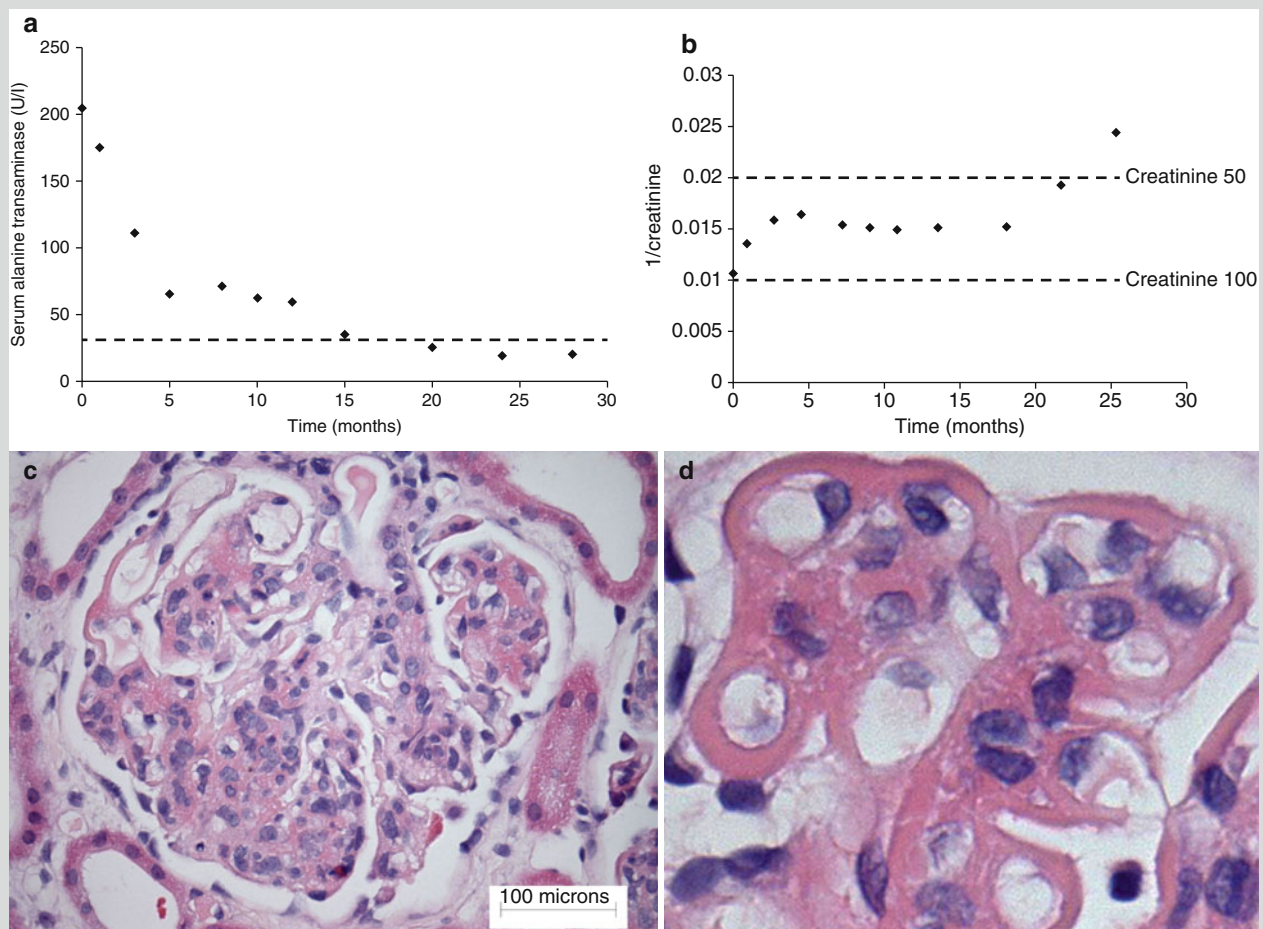 a
Serum alanine transaminase (U/l)
250
200
150
100
50
0
0 5 10 15 20 25 30
Time (months)
b
1/creatinine
0.03
0.025
0.02
0.015
0.01
0.005
0
Creatinine 50
Creatinine 100
0 5 10 15 20 25 30
Time (months)
c
100 microns
d